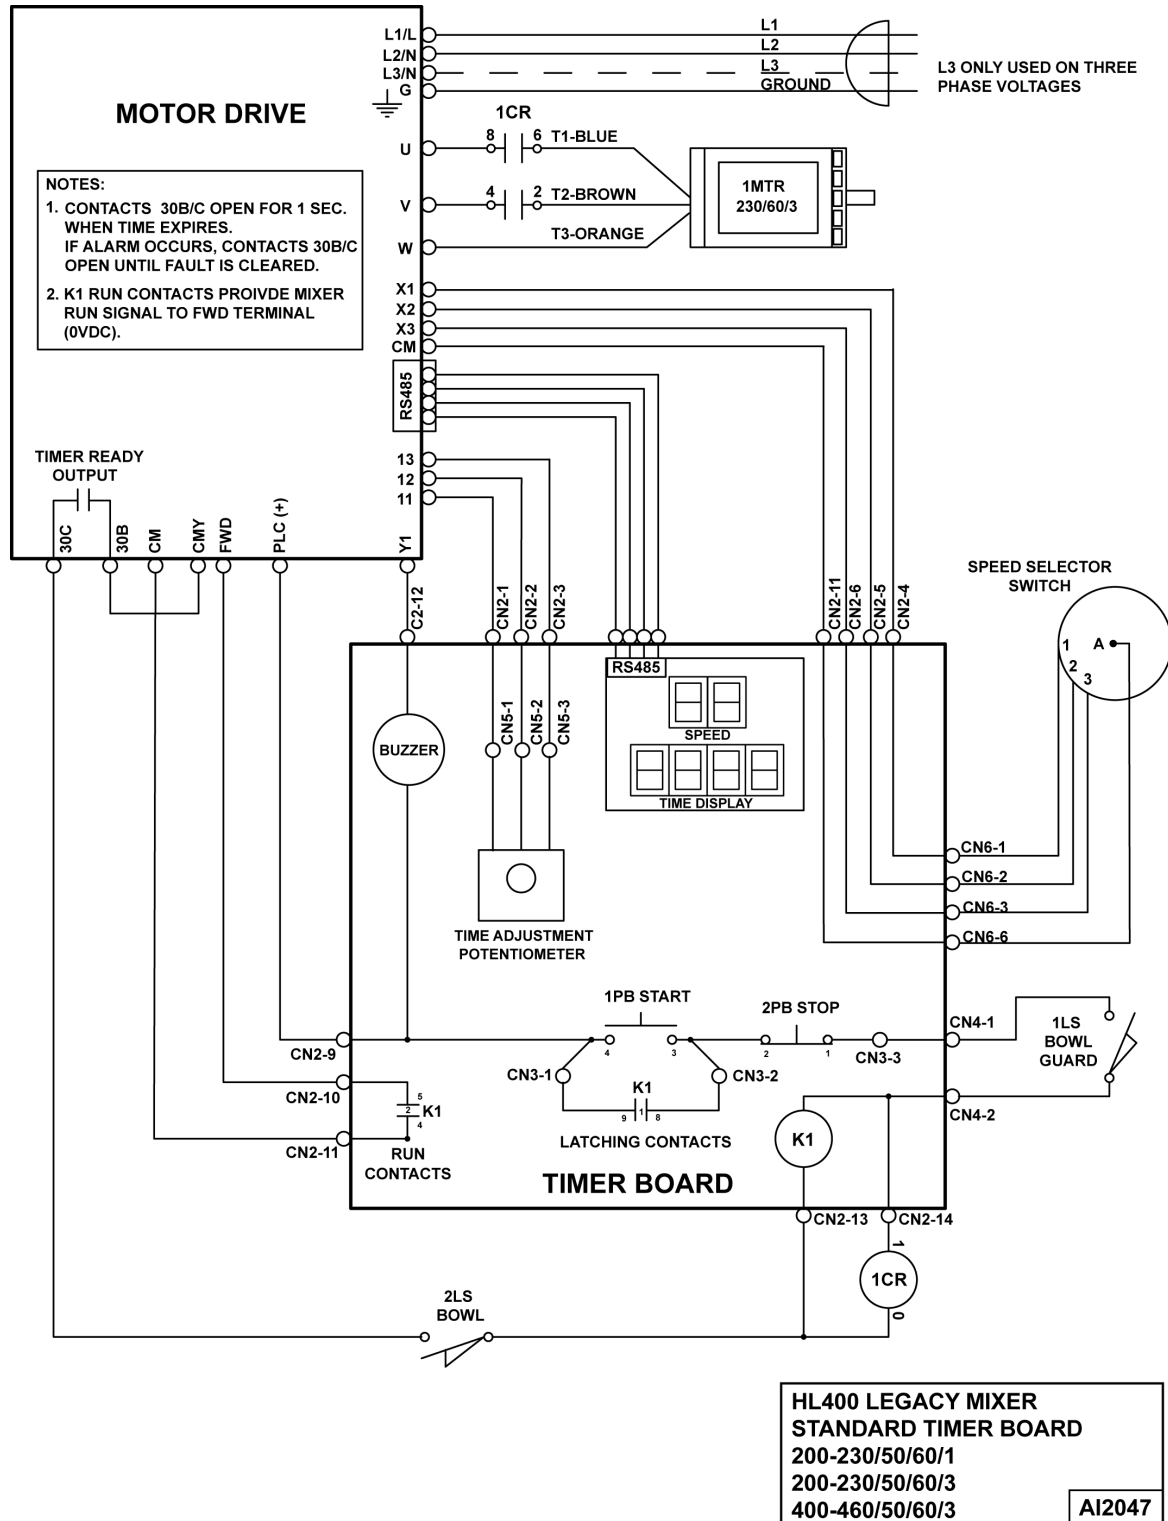 L1/L
L2/N
L3/N
G
L1
L2
L3
GROUND
L3 ONLY USED ON THREE
PHASE VOLTAGES
MOTOR DRIVE
1CR
U
8
6
T1-BLUE
V
4
2
T2-BROWN
W
T3-ORANGE
1MTR
230/60/3
NOTES:
1. CONTACTS 30B/C OPEN FOR 1 SEC.
WHEN TIME EXPIRES.
IF ALARM OCCURS, CONTACTS 30B/C
OPEN UNTIL FAULT IS CLEARED.
2. K1 RUN CONTACTS PROIVDE MIXER
RUN SIGNAL TO FWD TERMINAL
(0VDC).
X1
X2
X3
CM
RS485
13
12
11
TIMER READY
OUTPUT
30C
30B
CM
CMY
FWD
PLC (+)
Y1
C2-12
CN2-1
CN2-2
CN2-3
CN2-11
CN2-6
CN2-5
CN2-4
SPEED SELECTOR
SWITCH
1
2
3
A
RS485
SPEED
TIME DISPLAY
BUZZER
CN5-1
CN5-2
CN5-3
TIME ADJUSTMENT
POTENTIOMETER
CN6-1
CN6-2
CN6-3
CN6-6
1PB START
4
3
2PB STOP
2
1
CN3-3
CN4-1
1LS
BOWL
GUARD
CN4-2
CN2-9
CN3-1
CN3-2
K1
9
1
8
LATCHING CONTACTS
CN2-10
5
2
K1
4
CN2-11
RUN
CONTACTS
K1
TIMER BOARD
CN2-13
CN2-14
1
1CR
0
2LS
BOWL
HL400 LEGACY MIXER
STANDARD TIMER BOARD
200-230/50/60/1
200-230/50/60/3
400-460/50/60/3
AI2047